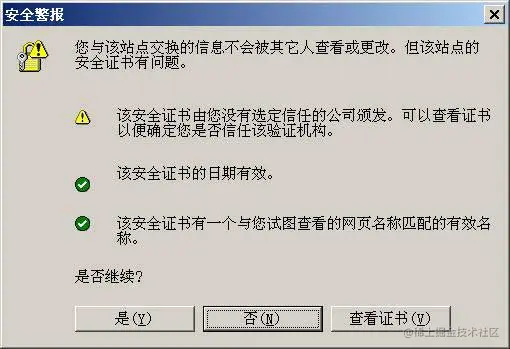 安全警报
您与该站点交换的信息不会被其它人查看或更改。但该站点的
安全证书有问题。
该安全证书由您没有选定信任的公司颁发。可以查看证书
以便确定您是否信任该验证机构。
该安全证书的日期有效。
该安全证书有一个与您试图查看的网页名称匹配的有效名
称。
是否继续?
是(Y)
否(N)
查看证书(V)
@稀土掘金技术社区